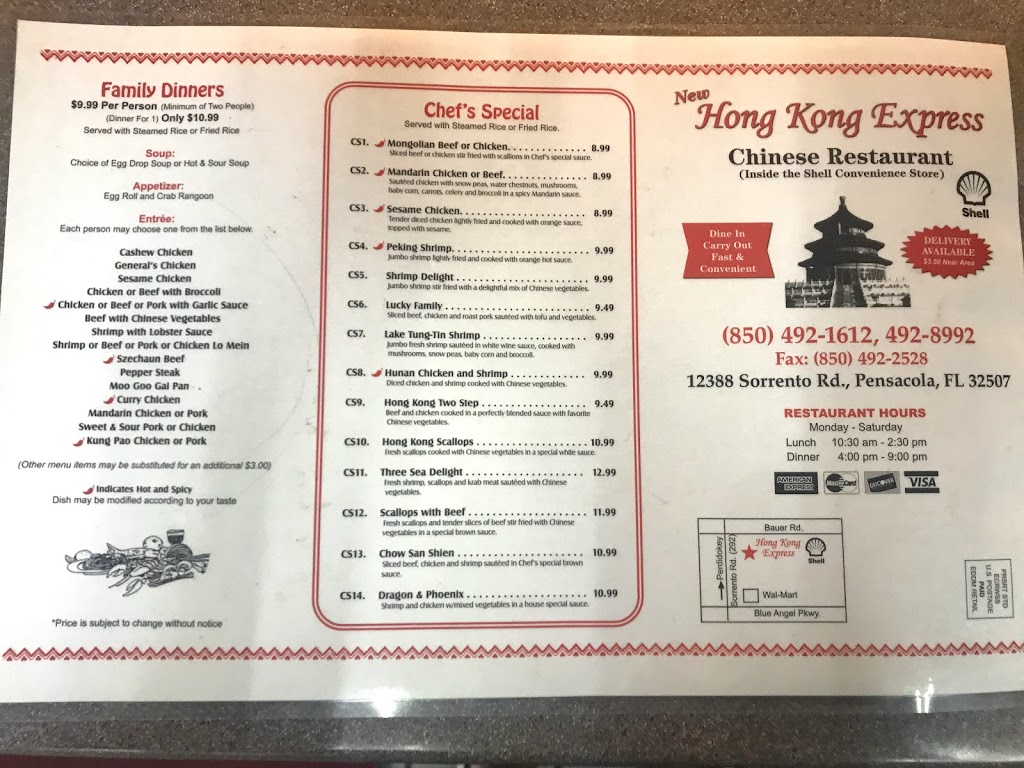 Family Dinners
$9.99 Per Person (Minimum of Two People)
(Dinner For 1) Only $10.99
Served with Steamed Rice or Fried Rice
Soup:
Choice of Egg Drop Soup or Hot & Sour Soup
Appetizer:
Egg Roll and Crab Rangoon
Entrée:
Each person may choose one from the list below.
Cashew Chicken
General's Chicken
Sesame Chicken
Chicken or Beef with Broccoli
Chicken or Beef or Pork with Garlic Sauce
Beef with Chinese Vegetables
Shrimp with Lobster Sauce
Shrimp or Beef or Pork or Chicken Lo Mein
Szechaun Beef
Pepper Steak
Moo Goo Gai Pan
Curry Chicken
Mandarin Chicken or Pork
Sweet & Sour Pork or Chicken
Kung Pao Chicken or Pork
(Other menu items may be substituted for an additional $3.00)
Indicates Hot and Spicy
Dish may be modified according to your taste
*Price is subject to change without notice
Chef's Special
Served with Steamed Rice or Fried Rice.
CS1. Mongolian Beef or Chicken. . . . . . . . . . . . . . 8.99
Sliced beef or chicken stir fried with scallions in Chef's special sauce.
CS2. Mandarin Chicken or Beef. . . . . . . . . . . . . . 8.99
Sautéed chicken with snow peas, water chestnuts, mushrooms,
baby corn, carrots, celery and broccoli in a spicy Mandarin sauce.
CS3. Sesame Chicken. . . . . . . . . . . . . . . . . . . . 8.99
Tender diced chicken lightly fried and cooked with orange sauce,
topped with sesame.
CS4. Peking Shrimp. . . . . . . . . . . . . . . . . . . . . 9.99
Jumbo shrimp lightly fried and cooked with orange hot sauce.
CS5. Shrimp Delight . . . . . . . . . . . . . . . . . . . . 9.99
Jumbo shrimp stir fried with a delightful mix of Chinese vegetables.
CS6. Lucky Family . . . . . . . . . . . . . . . . . . . . . 9.49
Sliced beef, chicken and roast pork sautéed with tofu and vegetables.
CS7. Lake Tung-Tin Shrimp . . . . . . . . . . . . . . . . 9.99
Jumbo fresh shrimp sautéed in white wine sauce, cooked with
mushrooms, snow peas, baby corn and broccoli.
CS8. Hunan Chicken and Shrimp . . . . . . . . . . . . . 9.99
Diced chicken and shrimp cooked with Chinese vegetables.
CS9. Hong Kong Two Step . . . . . . . . . . . . . . . . . 9.49
Beef and chicken cooked in a perfectly blended sauce with favorite
Chinese vegetables.
CS10. Hong Kong Scallops . . . . . . . . . . . . . . . . . 10.99
Fresh scallops cooked with Chinese vegetables in a special white sauce.
CS11. Three Sea Delight . . . . . . . . . . . . . . . . . . . 12.99
Fresh shrimp, scallops and krab meat sautéed with Chinese
vegetables.
CS12. Scallops with Beef . . . . . . . . . . . . . . . . . . . 11.99
Fresh scallops and tender slices of beef stir fried with Chinese
vegetables in a special brown sauce.
CS13. Chow San Shien . . . . . . . . . . . . . . . . . . . . 10.99
Sliced beef, chicken and shrimp sautéed in Chef's special brown
sauce.
CS14. Dragon & Phoenix . . . . . . . . . . . . . . . . . . . 10.99
Shrimp and chicken w/mixed vegetables in a house special sauce.
New
Hong Kong Express
Chinese Restaurant
(Inside the Shell Convenience Store)
Shell
Dine In
Carry Out
Fast &
Convenient
DELIVERY
AVAILABLE
$3.50 Near Area
(850) 492-1612, 492-8992
Fax: (850) 492-2528
12388 Sorrento Rd., Pensacola, FL 32507
RESTAURANT HOURS
Monday - Saturday
Lunch 10:30 am - 2:30 pm
Dinner 4:00 pm - 9:00 pm
AMERICAN EXPRESS MasterCard DISCOVER VISA
Bauer Rd.
Perdidokey
Sorrento Rd. (292)
Hong Kong
Express
Shell
Wal-Mart
Blue Angel Pkwy.
PRSRT STD
ECRWSS
U.S. POSTAGE
PAID
EDDM RETAIL